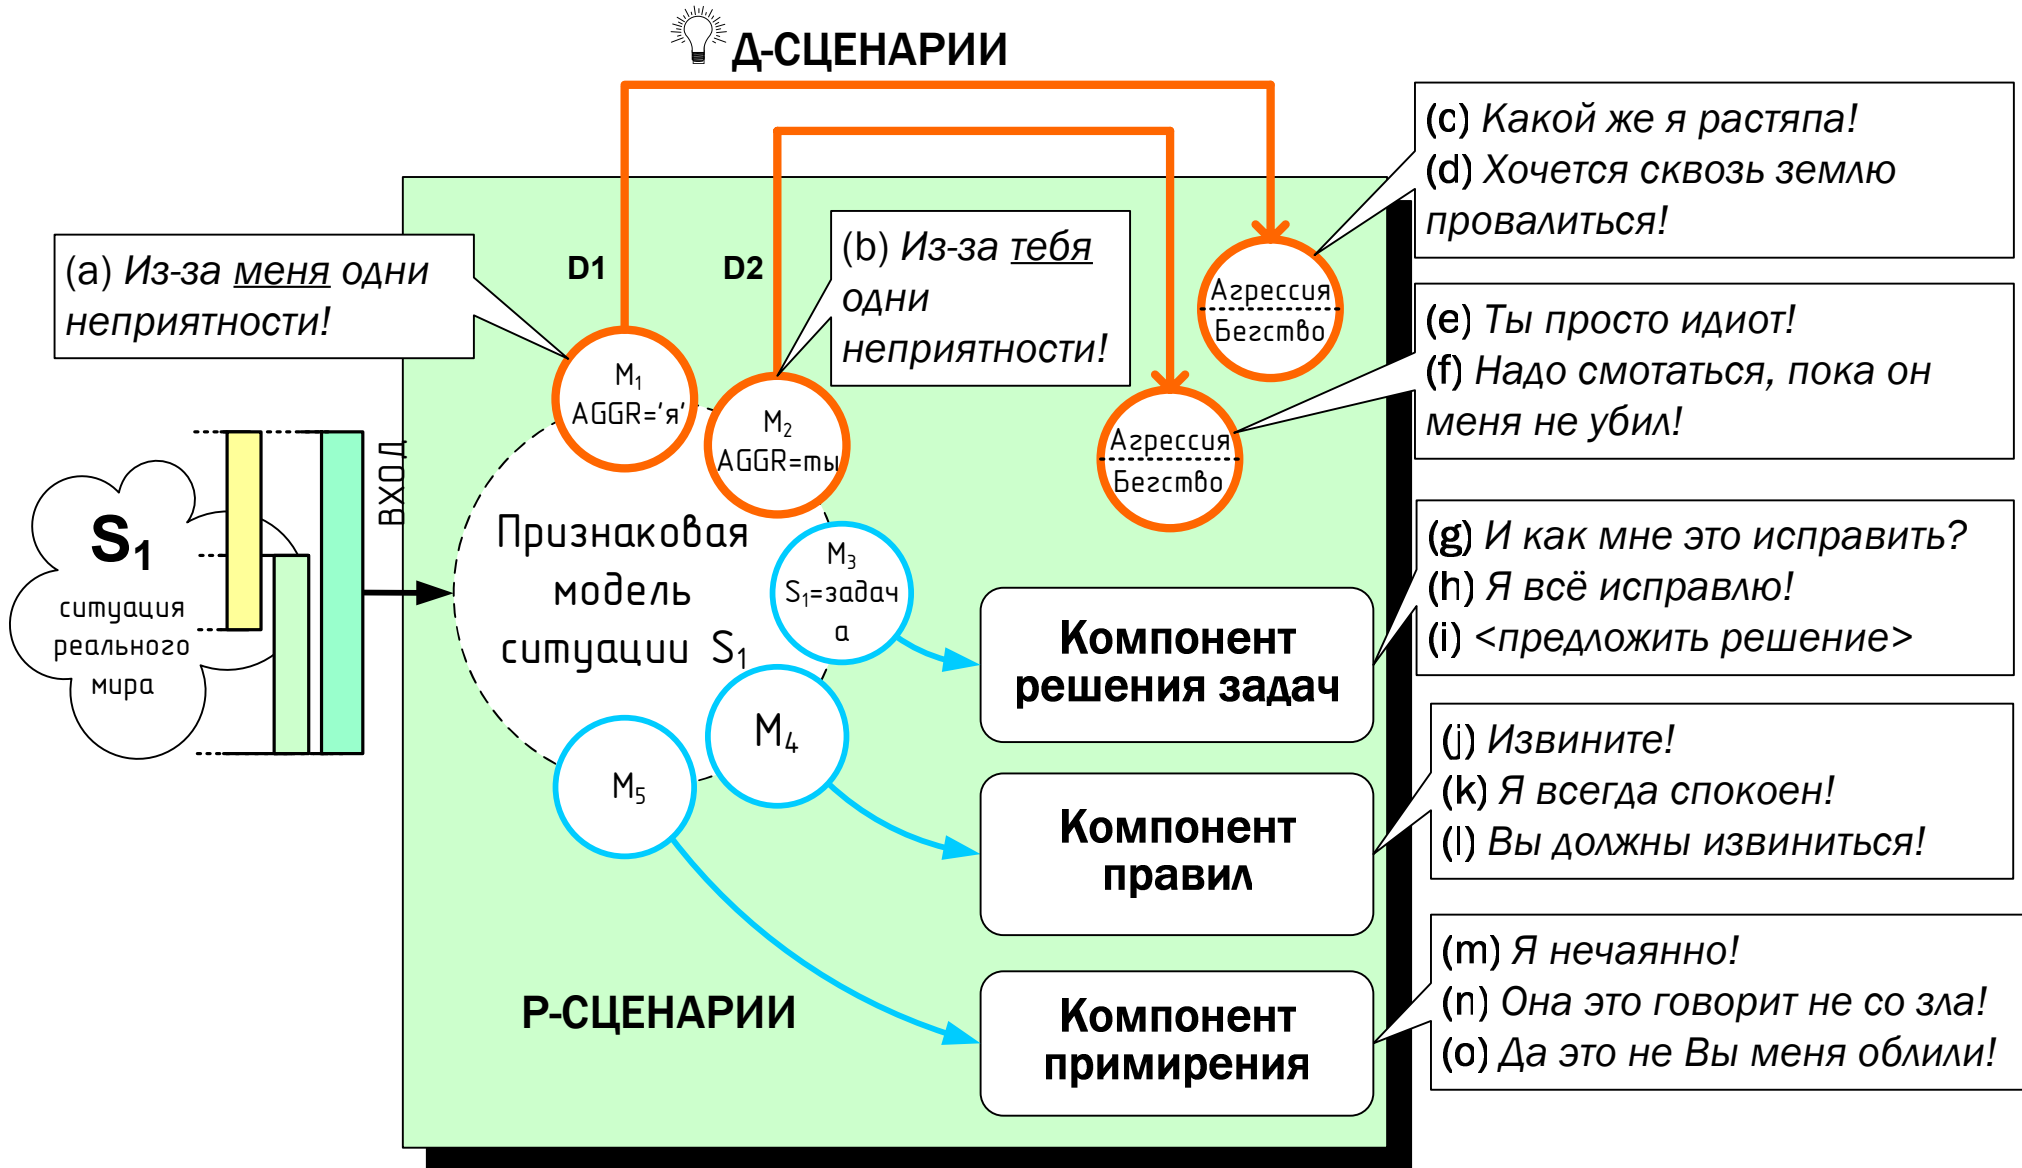 Д-СЦЕНАРИИ
(a) Из-за меня одни
неприятности!
D1
D2
(b) Из-за тебя
одни
неприятности!
(c) Какой же я растяпа!
(d) Хочется сквозь землю
провалиться!
Агрессия
Бегство
(e) Ты просто идиот!
(f) Надо смотаться, пока он
меня не убил!
Агрессия
Бегство
M1
AGGR='я'
M2
AGGR=ты
S1
ситуация
реального
мира
ВХОД
Признаковая
модель
ситуации S1
M3
S1=задач
а
M4
M5
Компонент
решения задач
(g) И как мне это исправить?
(h) Я всё исправлю!
(i) <предложить решение>
Компонент
правил
(j) Извините!
(k) Я всегда спокоен!
(l) Вы должны извиниться!
Р-СЦЕНАРИИ
Компонент
примирения
(m) Я нечаянно!
(n) Она это говорит не со зла!
(o) Да это не Вы меня облили!